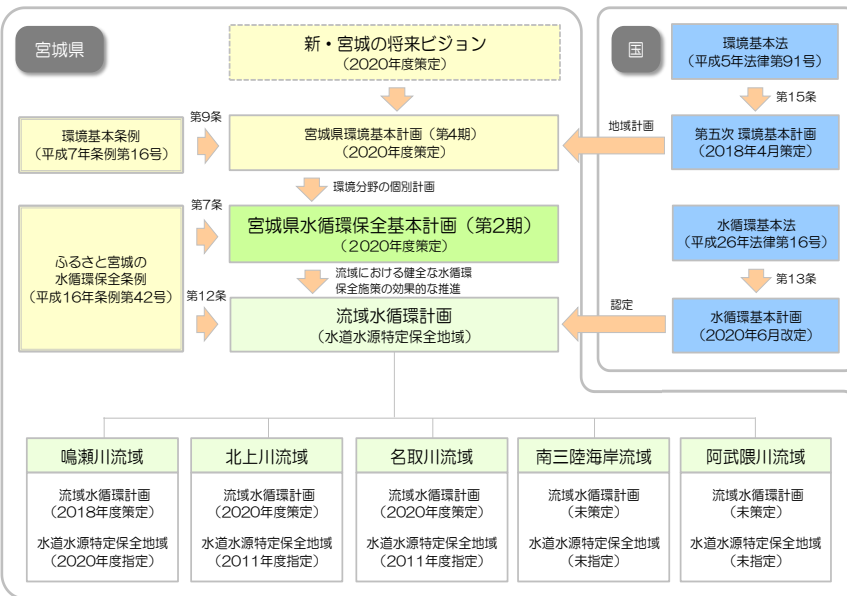 宮城県
新・宮城の将来ビジョン
（2020年度策定）
国
環境基本法
（平成5年法律第91号）
第15条
環境基本条例
（平成7年条例第16号）
第9条
宮城県環境基本計画（第4期）
（2020年度策定）
地域計画
第五次 環境基本計画
（2018年4月策定）
環境分野の個別計画
ふるさと宮城の
水循環保全条例
（平成16年条例第42号）
第7条
宮城県水循環保全基本計画（第2期）
（2020年度策定）
水循環基本法
（平成26年法律第16号）
流域における健全な水循環
保全施策の効果的な推進
第13条
第12条
流域水循環計画
（水道水源特定保全地域）
認定
水循環基本計画
（2020年6月改定）
鳴瀬川流域
流域水循環計画
（2018年度策定）
水道水源特定保全地域
（2020年度指定）
北上川流域
流域水循環計画
（2020年度策定）
水道水源特定保全地域
（2011年度指定）
名取川流域
流域水循環計画
（2020年度策定）
水道水源特定保全地域
（2011年度指定）
南三陸海岸流域
流域水循環計画
（未策定）
水道水源特定保全地域
（未指定）
阿武隈川流域
流域水循環計画
（未策定）
水道水源特定保全地域
（未指定）